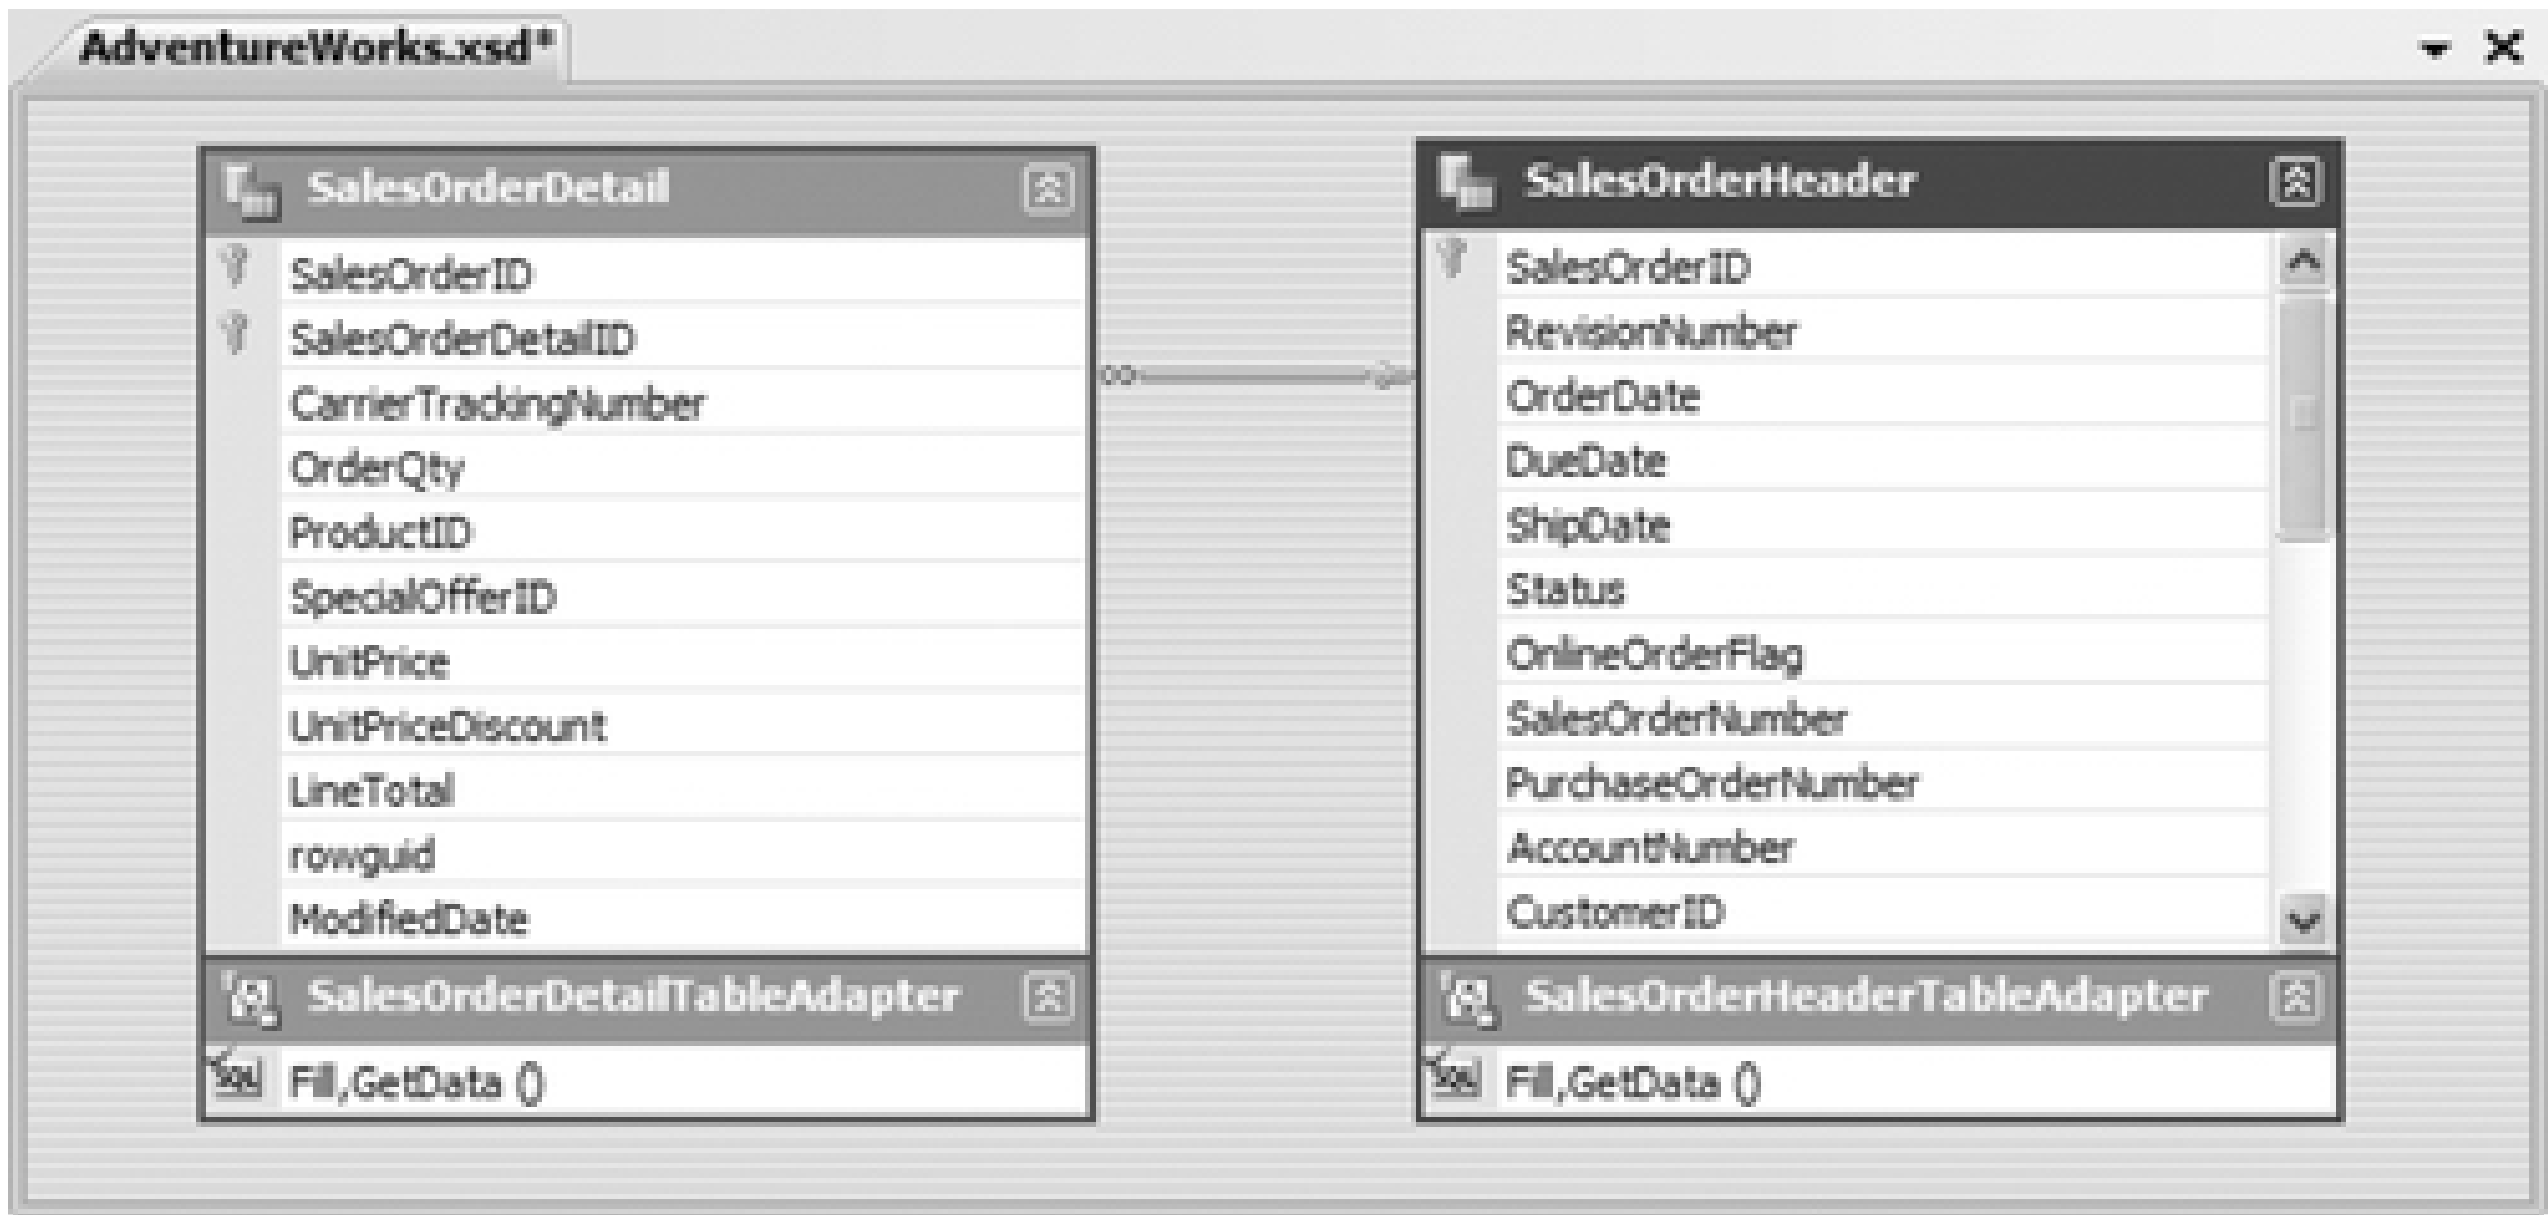 AdventureWorks.xsd*
SalesOrderDetail
SalesOrderID
SalesOrderDetailID
CarrierTrackingNumber
OrderQty
ProductID
SpecialOfferID
UnitPrice
UnitPriceDiscount
LineTotal
rowguid
ModifiedDate
SalesOrderDetailTableAdapter
Fill,GetData ()
SalesOrderHeader
SalesOrderID
RevisionNumber
OrderDate
DueDate
ShipDate
Status
OnlineOrderFlag
SalesOrderNumber
PurchaseOrderNumber
AccountNumber
CustomerID
SalesOrderHeaderTableAdapter
Fill,GetData ()